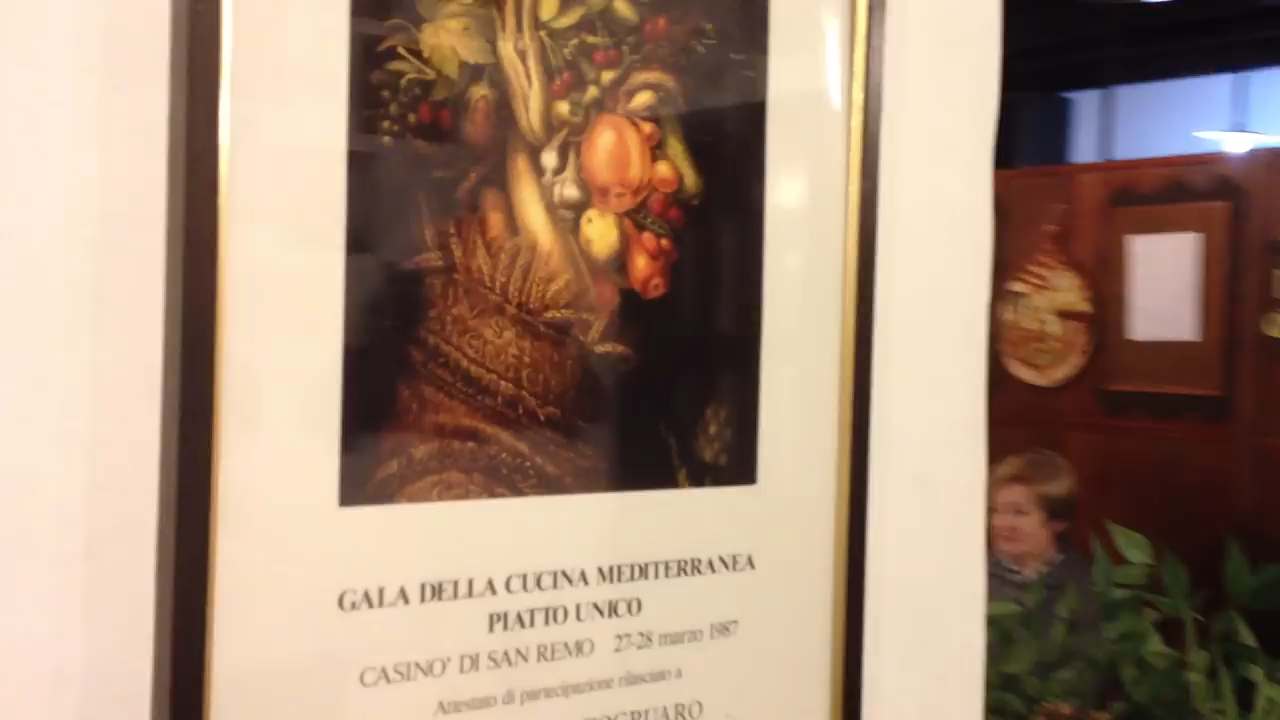 GALA DELLA CUCINA MEDITERRANEA
PIATTO UNICO
CASINO' DI SAN REMO 27-28 marzo 1987
Attestato di partecipazione rilasciato a